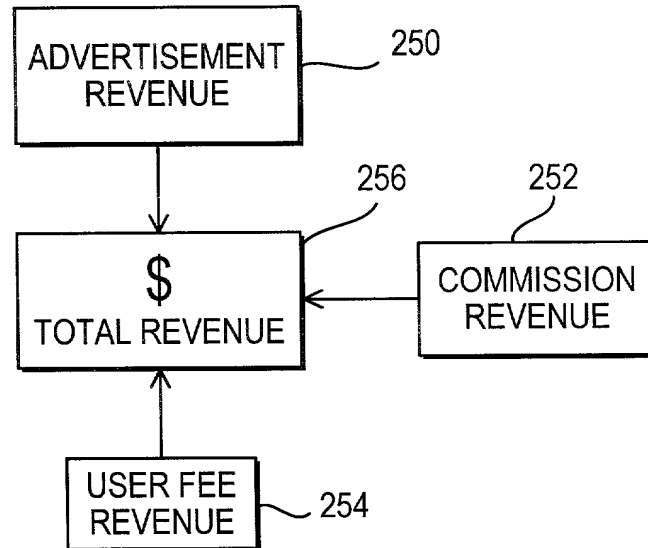 ADVERTISEMENT
REVENUE
250
256
$
TOTAL REVENUE
252
COMMISSION
REVENUE
USER FEE
REVENUE
254